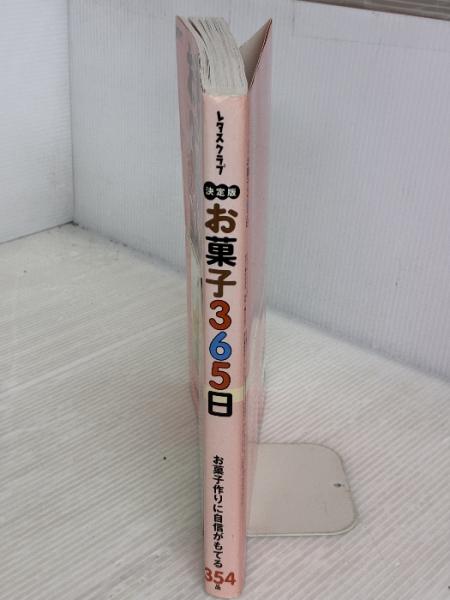 レタスクラブ
決定版
お菓子365日
お菓子作りに自信がもてる
354品